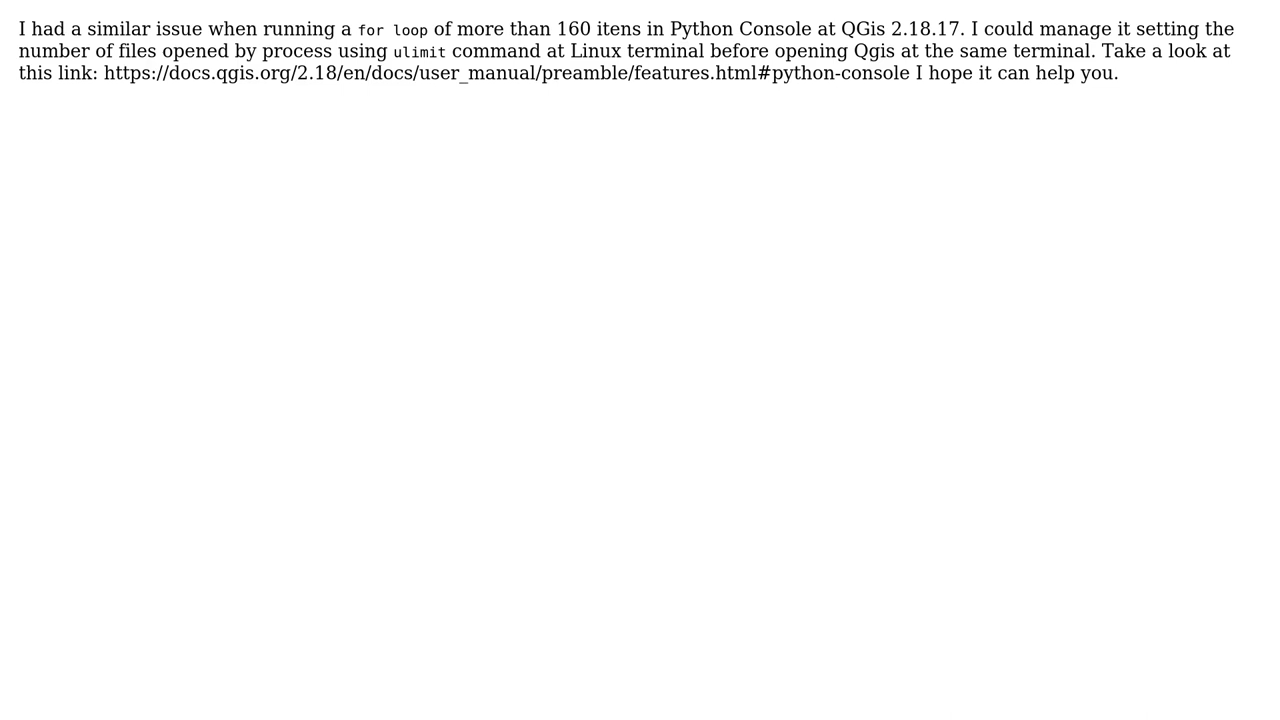 I had a similar issue when running a for loop of more than 160 itens in Python Console at QGis 2.18.17. I could manage it setting the
number of files opened by process using ulimit command at Linux terminal before opening Qgis at the same terminal. Take a look at
this link: https://docs.qgis.org/2.18/en/docs/user_manual/preamble/features.html#python-console I hope it can help you.